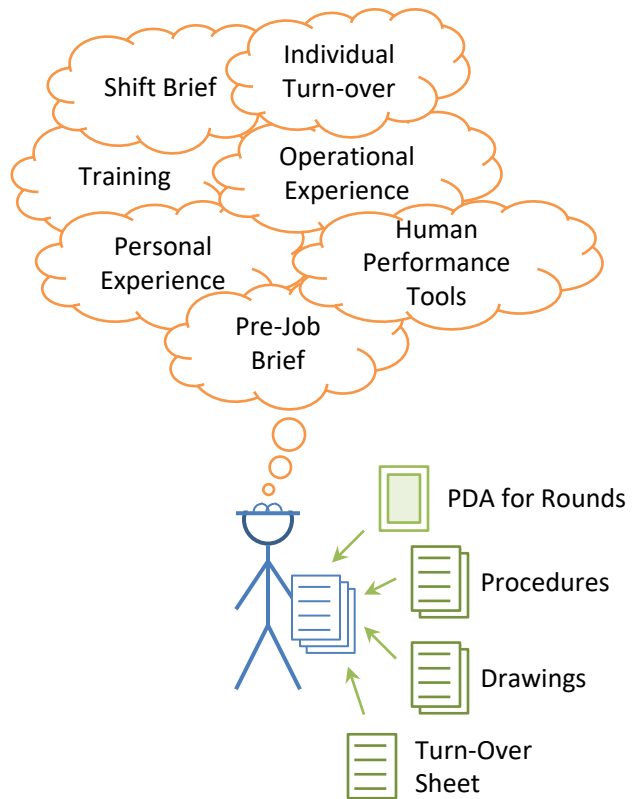 Shift Brief
Individual
Turn-over
Training
Operational
Experience
Personal
Experience
Human
Performance
Tools
Pre-Job
Brief
PDA for Rounds
Procedures
Drawings
Turn-Over
Sheet